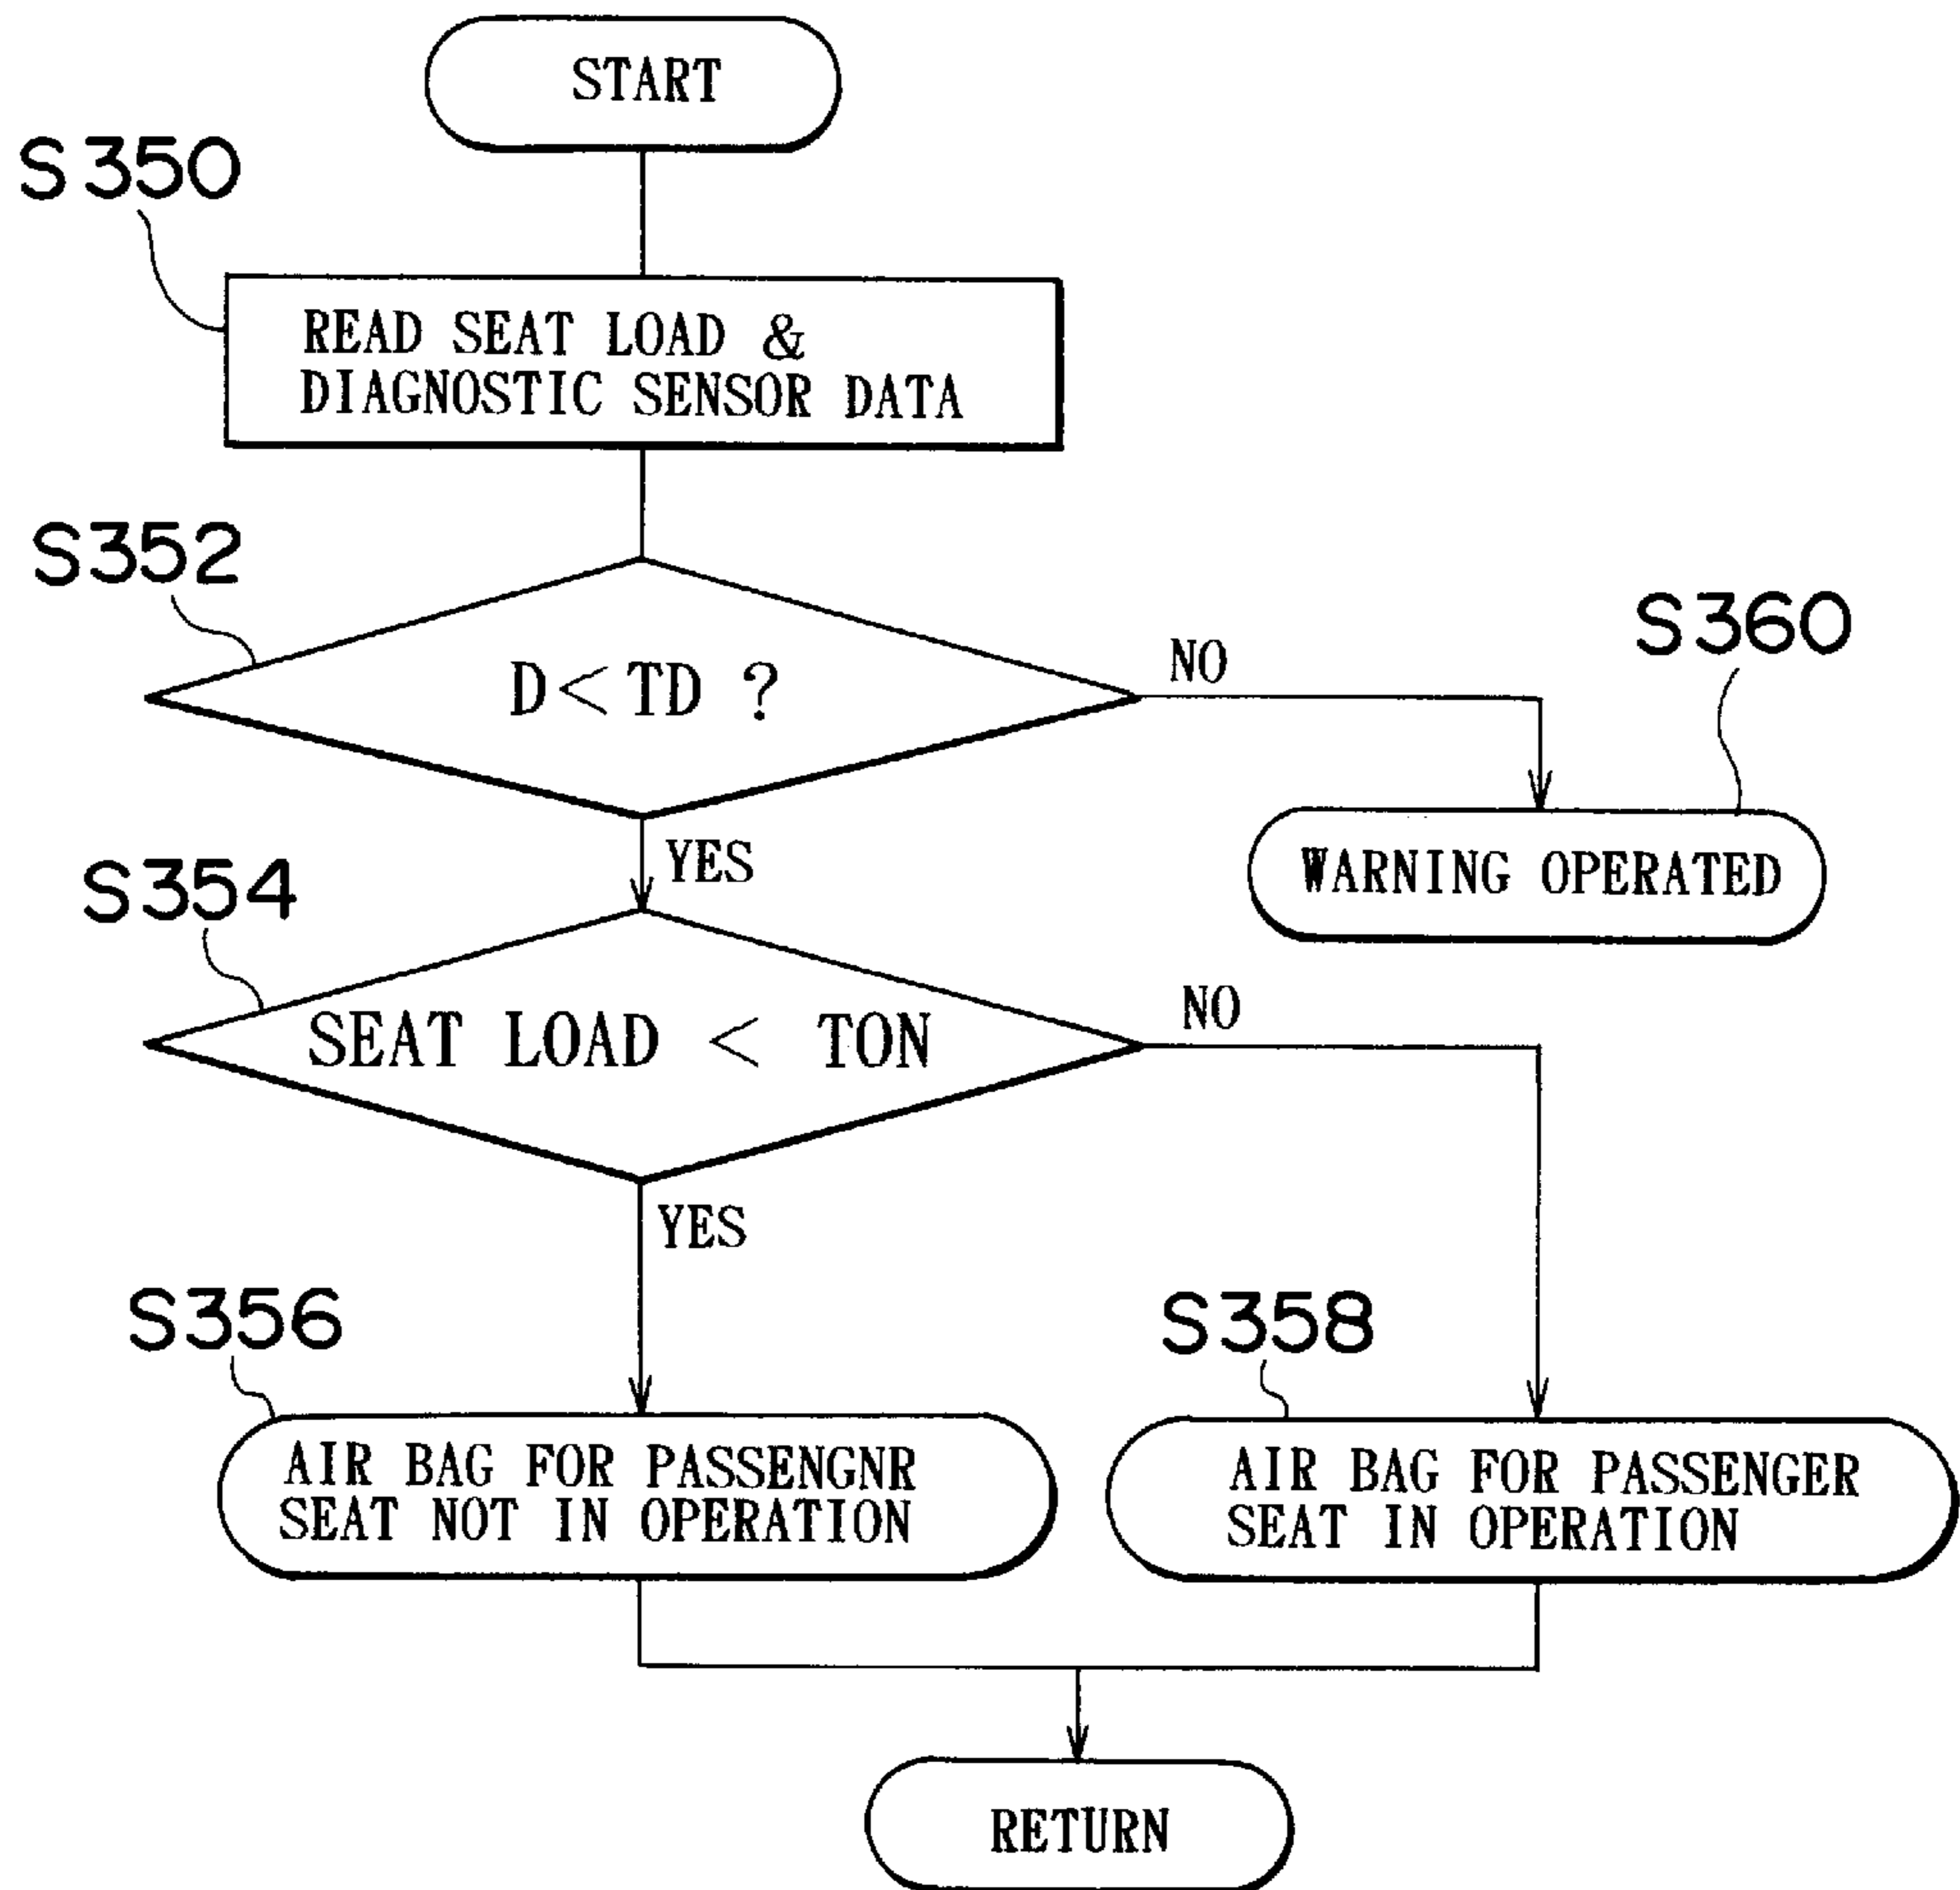 START
S350
READ SEAT LOAD &
DIAGNOSTIC SENSOR DATA
S352
D< TD ?
NO
S360
WARNING OPERATED
YES
S354
SEAT LOAD < TON
NO
YES
S356
AIR BAG FOR PASSENGNR
SEAT NOT IN OPERATION
S358
AIR BAG FOR PASSENGER
SEAT IN OPERATION
RETURN